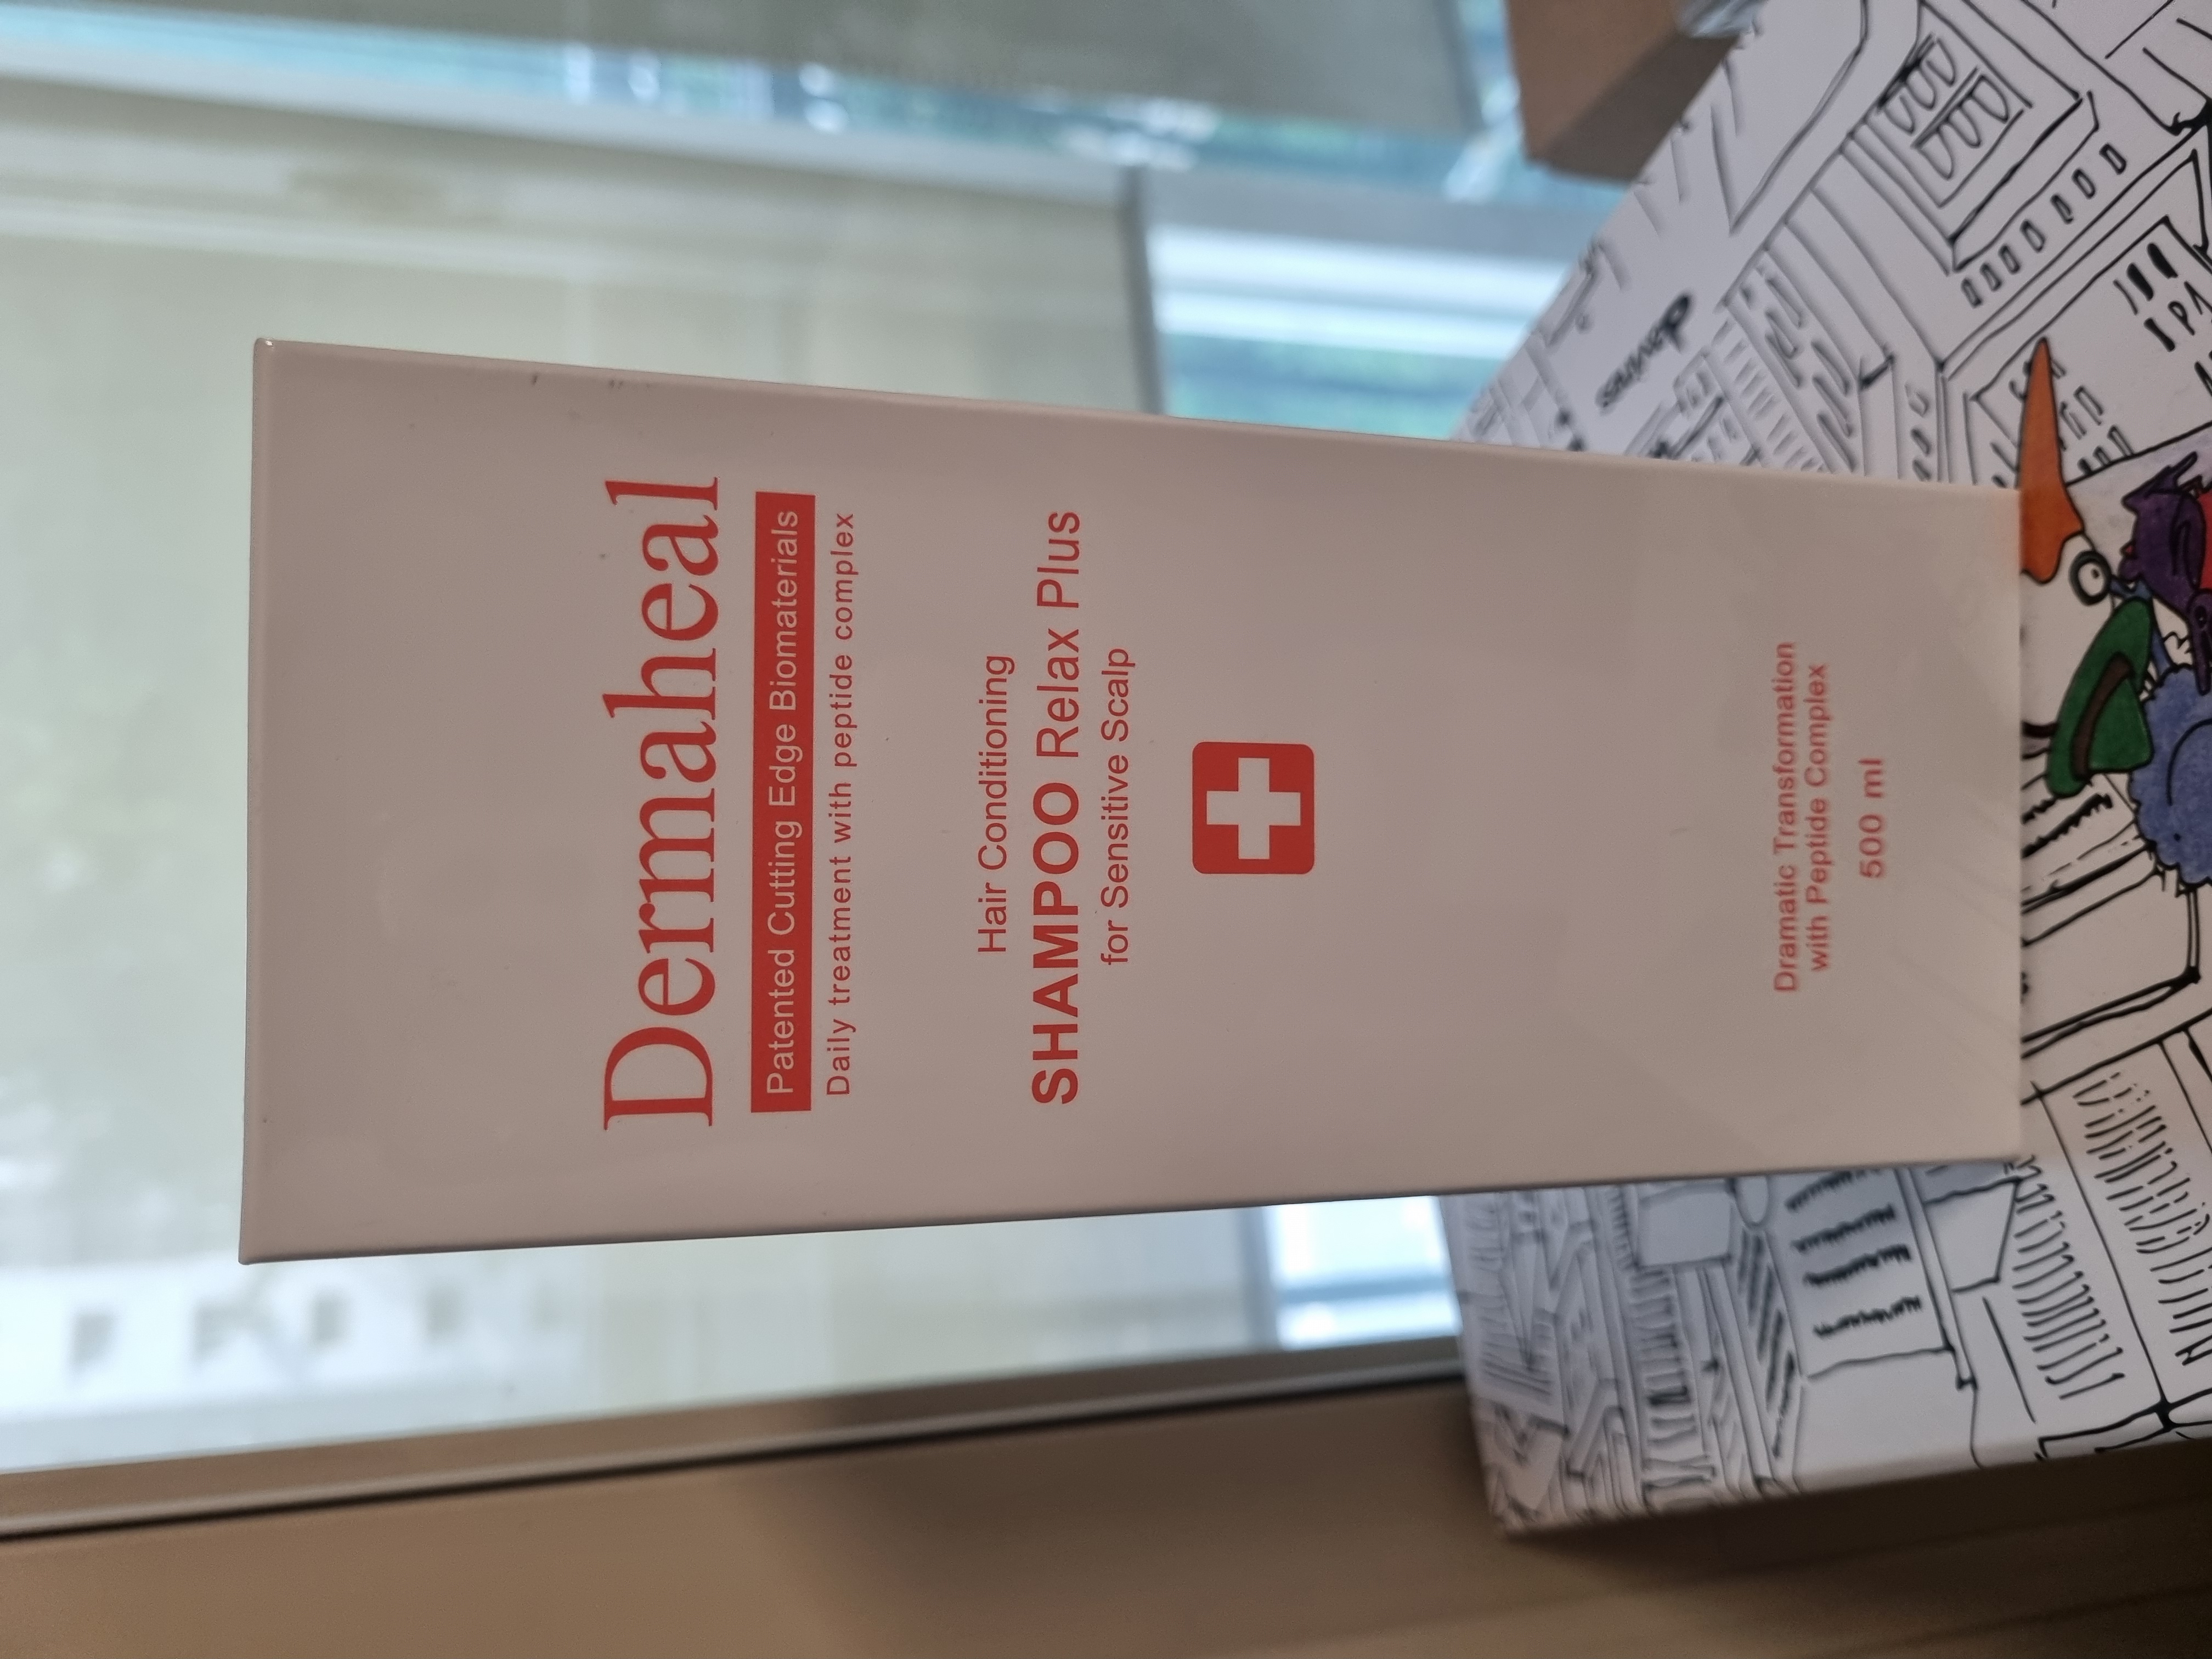 Dermaheal
Patented Cutting Edge Biomaterials
Daily treatment with peptide complex
Hair Conditioning
SHAMPOO Relax Plus
for Sensitive Scalp
Dramatic Transformation
with Peptide Complex
500 ml
davines